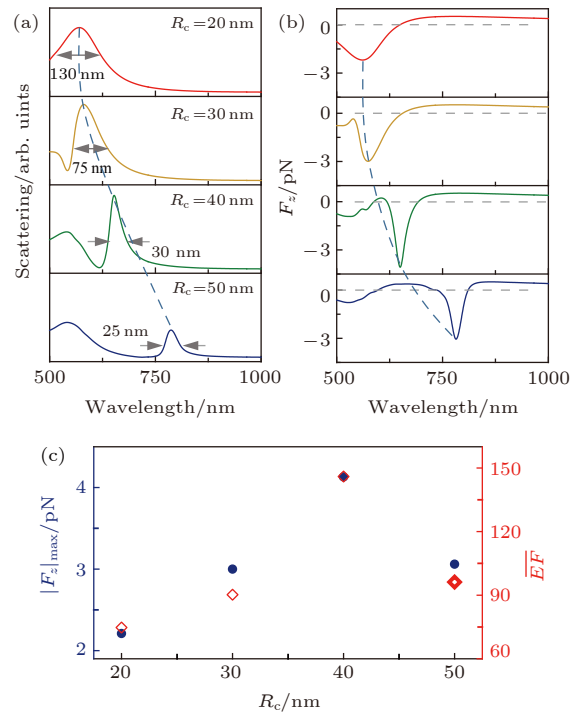 (a)
R_c=20 nm
130 nm
R_c=30 nm
75 nm
R_c=40 nm
30 nm
R_c=50 nm
25 nm
Scattering/arb. uints
500 750 1000
Wavelength/nm
(b)
0
−3
0
−3
0
−3
0
−3
F_z/pN
500 750 1000
Wavelength/nm
(c)
4
3
2
|F_z|max/pN
150
120
90
60
EF
20 30 40 50
R_c/nm